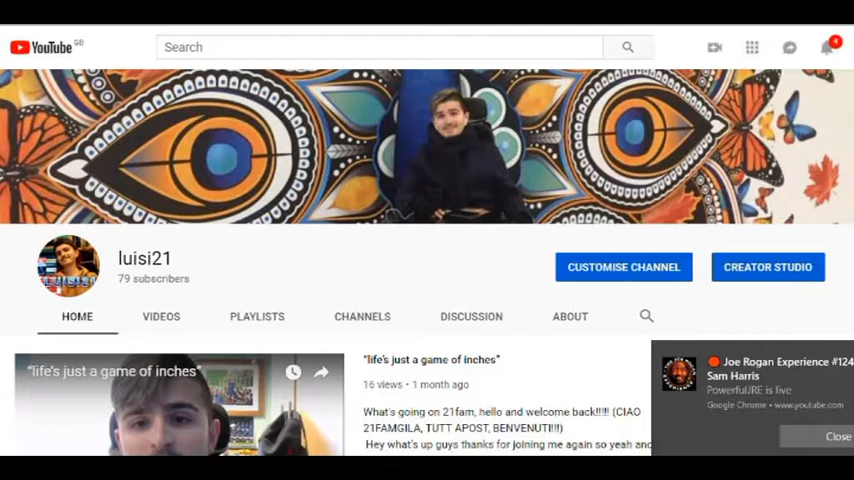 YouTube GB
Search
4
luisi21
79 subscribers
CUSTOMISE CHANNEL
CREATOR STUDIO
HOME
VIDEOS
PLAYLISTS
CHANNELS
DISCUSSION
ABOUT
"life's just a game of inches"
"life's just a game of inches"
16 views • 1 month ago
What's going on 21fam, hello and welcome back!!!!! (CIAO
21FAMGILA, TUTT APOST, BENVENUTI!!!)
Hey what's up guys thanks for joining me again so yeah and
LUISI21
Joe Rogan Experience #124
Sam Harris
PowerfulJRE is live
Google Chrome • www.youtube.com
Close